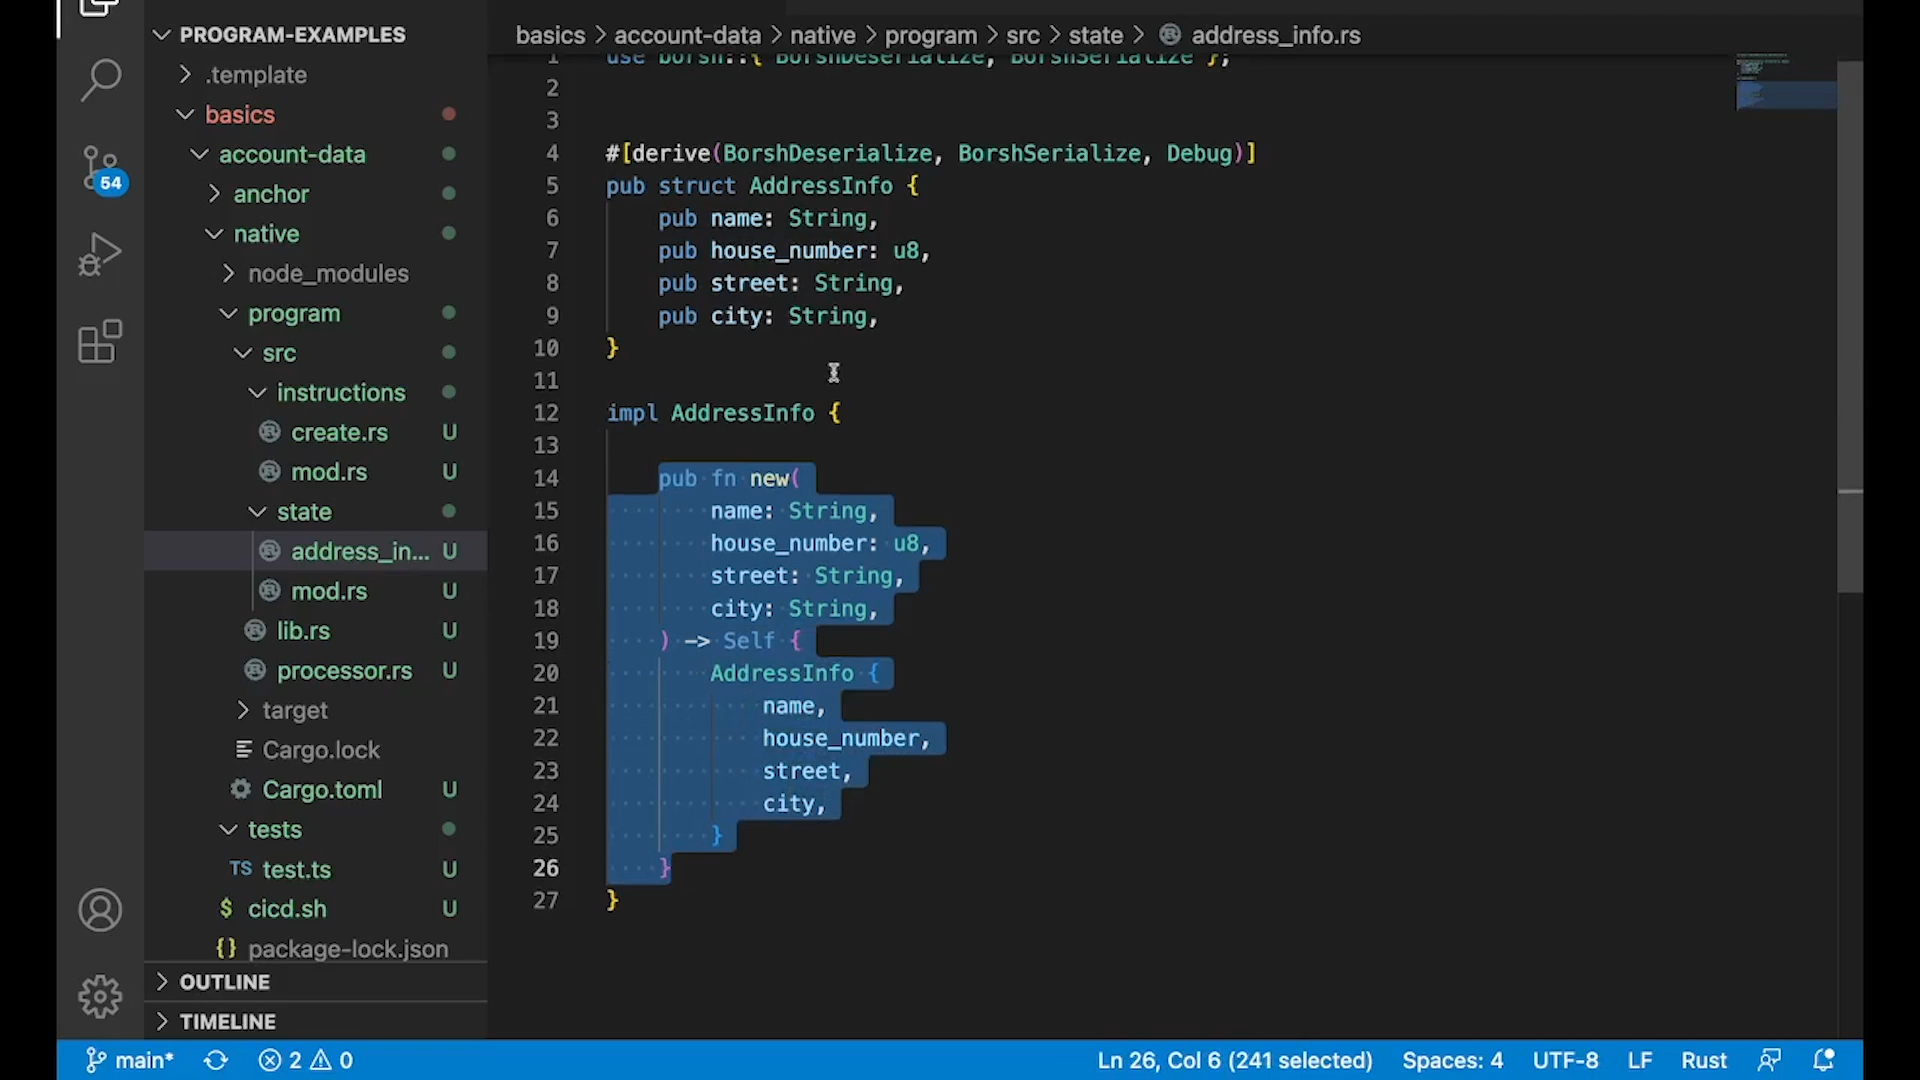 PROGRAM-EXAMPLES
.template
basics
account-data
anchor
native
node_modules
program
src
instructions
create.rs U
mod.rs U
state
address_in... U
mod.rs U
lib.rs U
processor.rs U
target
Cargo.lock
Cargo.toml U
tests
TS test.ts U
$ cicd.sh U
{} package-lock.json
OUTLINE
TIMELINE
54
basics > account-data > native > program > src > state > address_info.rs
1 use borsh::{ BorshDeserialize, BorshSerialize };
2
3
4 #[derive(BorshDeserialize, BorshSerialize, Debug)]
5 pub struct AddressInfo {
6 pub name: String,
7 pub house_number: u8,
8 pub street: String,
9 pub city: String,
10 }
11
12 impl AddressInfo {
13
14 pub fn new(
15 name: String,
16 house_number: u8,
17 street: String,
18 city: String,
19 ) -> Self {
20 AddressInfo {
21 name,
22 house_number,
23 street,
24 city,
25 }
26 }
27 }
main* 2 0 Ln 26, Col 6 (241 selected) Spaces: 4 UTF-8 LF Rust